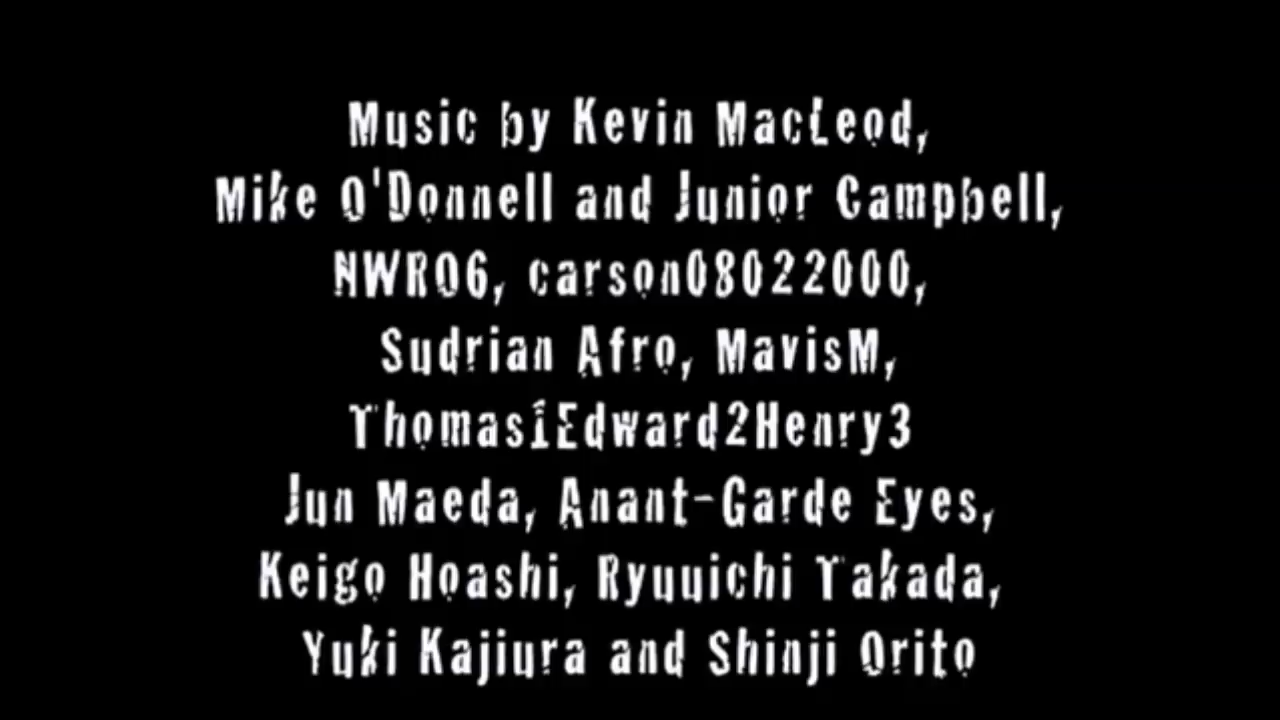 Music by Kevin MacLeod,
Mike O'Donnell and Junior Campbell,
NWR06, carson08022000,
Sudrian Afro, MavisM,
Thomas1Edward2Henry3
Jun Maeda, Anant-Garde Eyes,
Keigo Hoashi, Ryuuichi Takada,
Yuki Kajiura and Shinji Orito